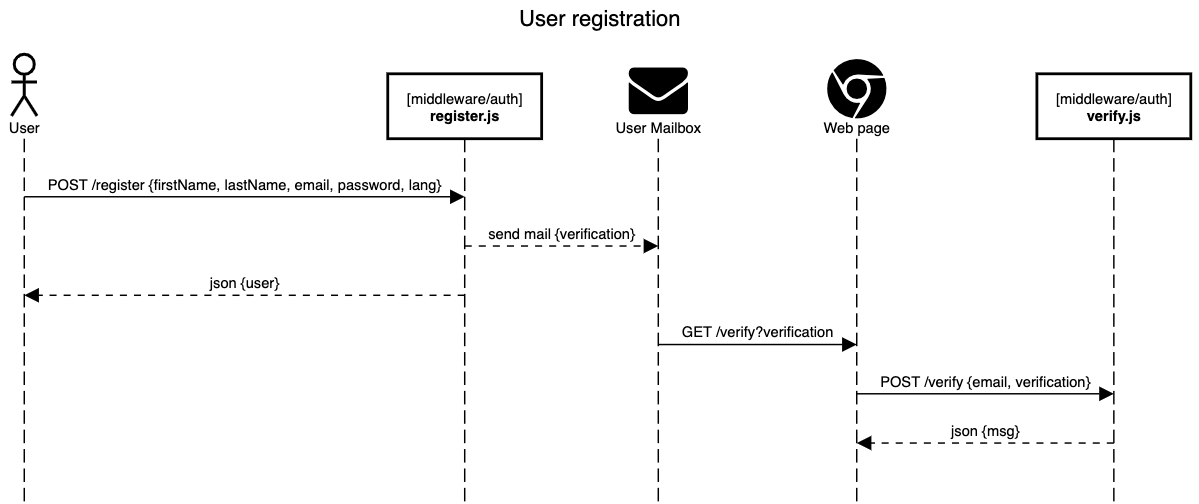 User registration
User
[middleware/auth]
register.js
User Mailbox
Web page
[middleware/auth]
verify.js
POST /register {firstName, lastName, email, password, lang}
send mail {verification}
json {user}
GET /verify?verification
POST /verify {email, verification}
json {msg}